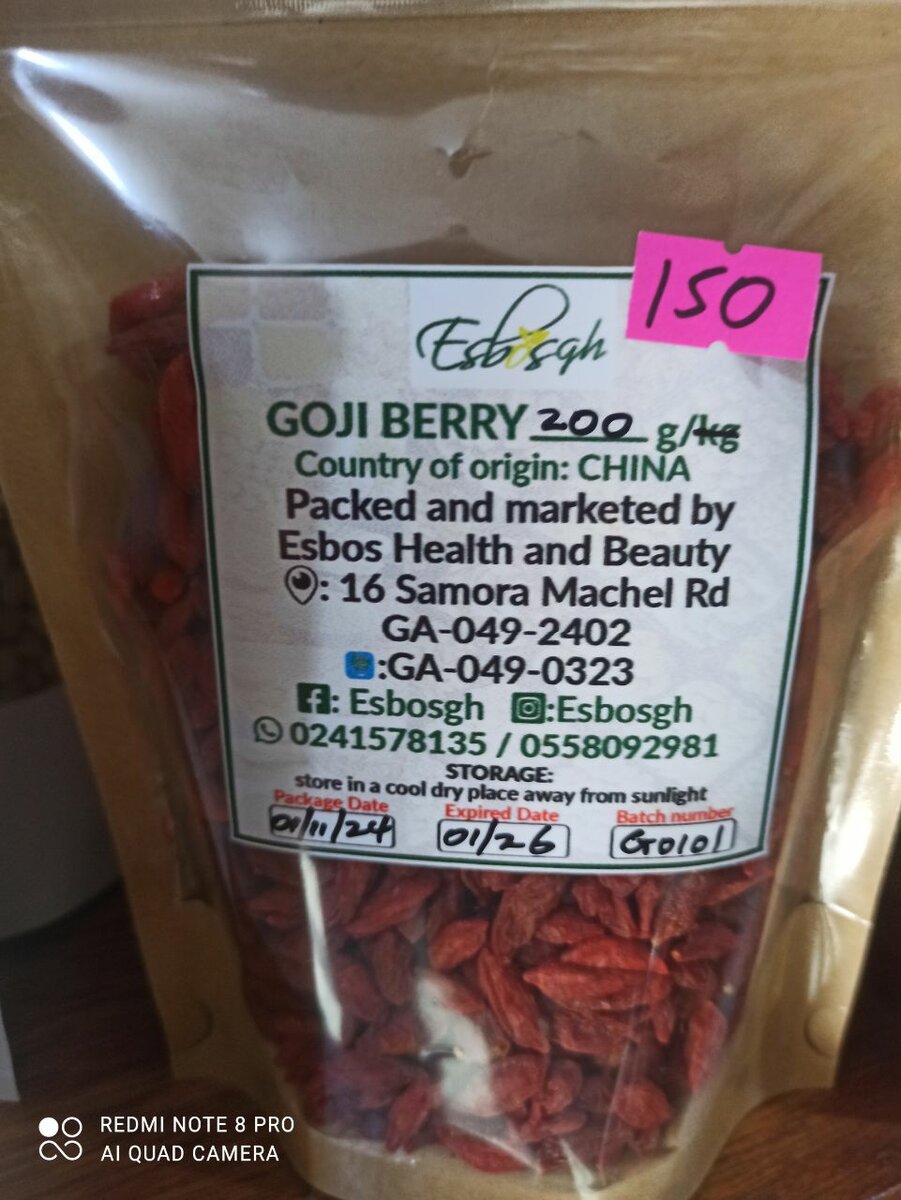 150
Esbosgh
GOJI BERRY 200 g/kg
Country of origin: CHINA
Packed and marketed by
Esbos Health and Beauty
: 16 Samora Machel Rd
GA-049-2402
:GA-049-0323
: Esbosgh :Esbosgh
0241578135 / 0558092981
STORAGE:
store in a cool dry place away from sunlight
Package Date Expired Date Batch number
01/11/24 01/26 G0101
REDMI NOTE 8 PRO
AI QUAD CAMERA